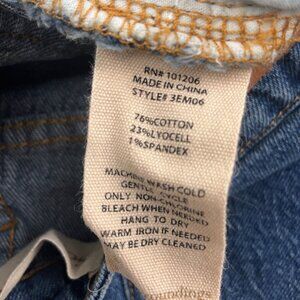 RN# 101206
MADE IN CHINA
STYLE# 3EM06
76%COTTON
23%LYOCELL
1%SPANDEX
MACHINE WASH COLD
GENTLE CYCLE
ONLY NON-CHLORINE
BLEACH WHEN NEEDED
HANG TO DRY
WARM IRON IF NEEDED
MAY BE DRY CLEANED